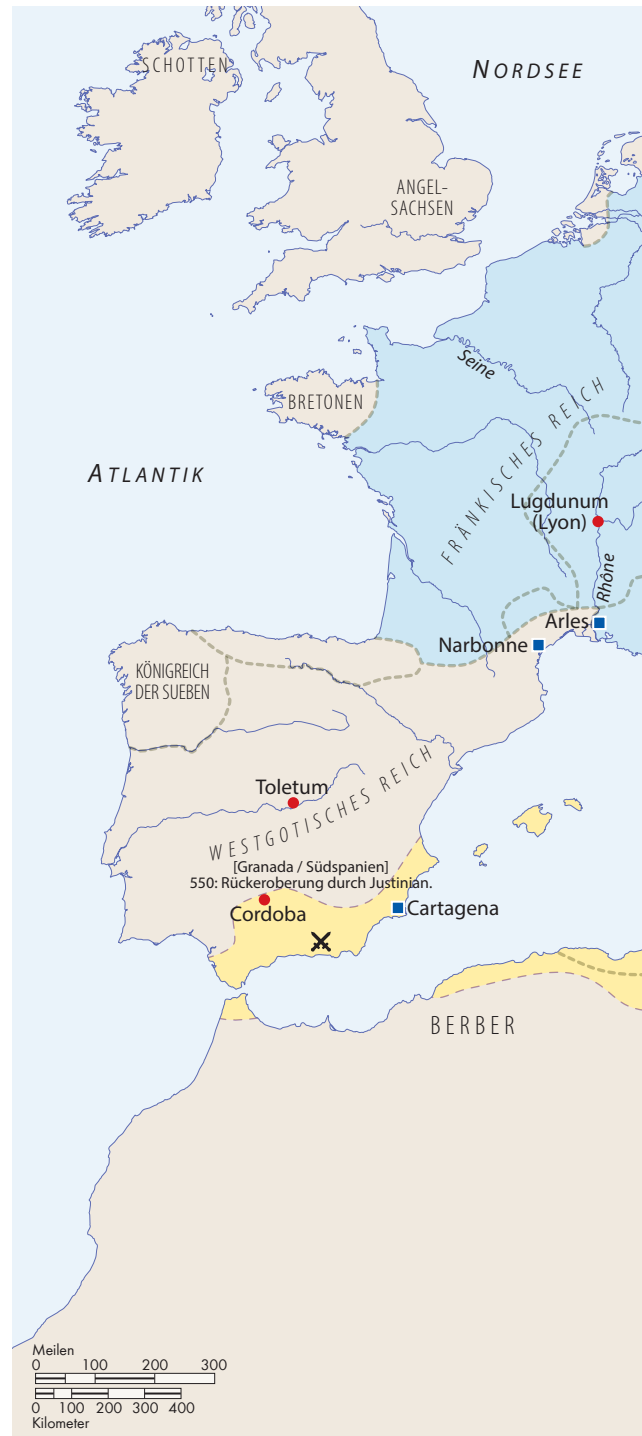 SCHOTTEN
NORDSEE
ANGEL-
SACHSEN
Seine
BRETONEN
FRÄNKISCHES REICH
ATLANTIK
Lugdunum
(Lyon)
Rhône
Arles
Narbonne
KÖNIGREICH
DER SUEBEN
Toletum
WESTGOTISCHES REICH
[Granada / Südspanien]
550: Rückeroberung durch Justinian.
Cordoba
Cartagena
BERBER
Meilen
0 100 200 300
0 100 200 300 400
Kilometer